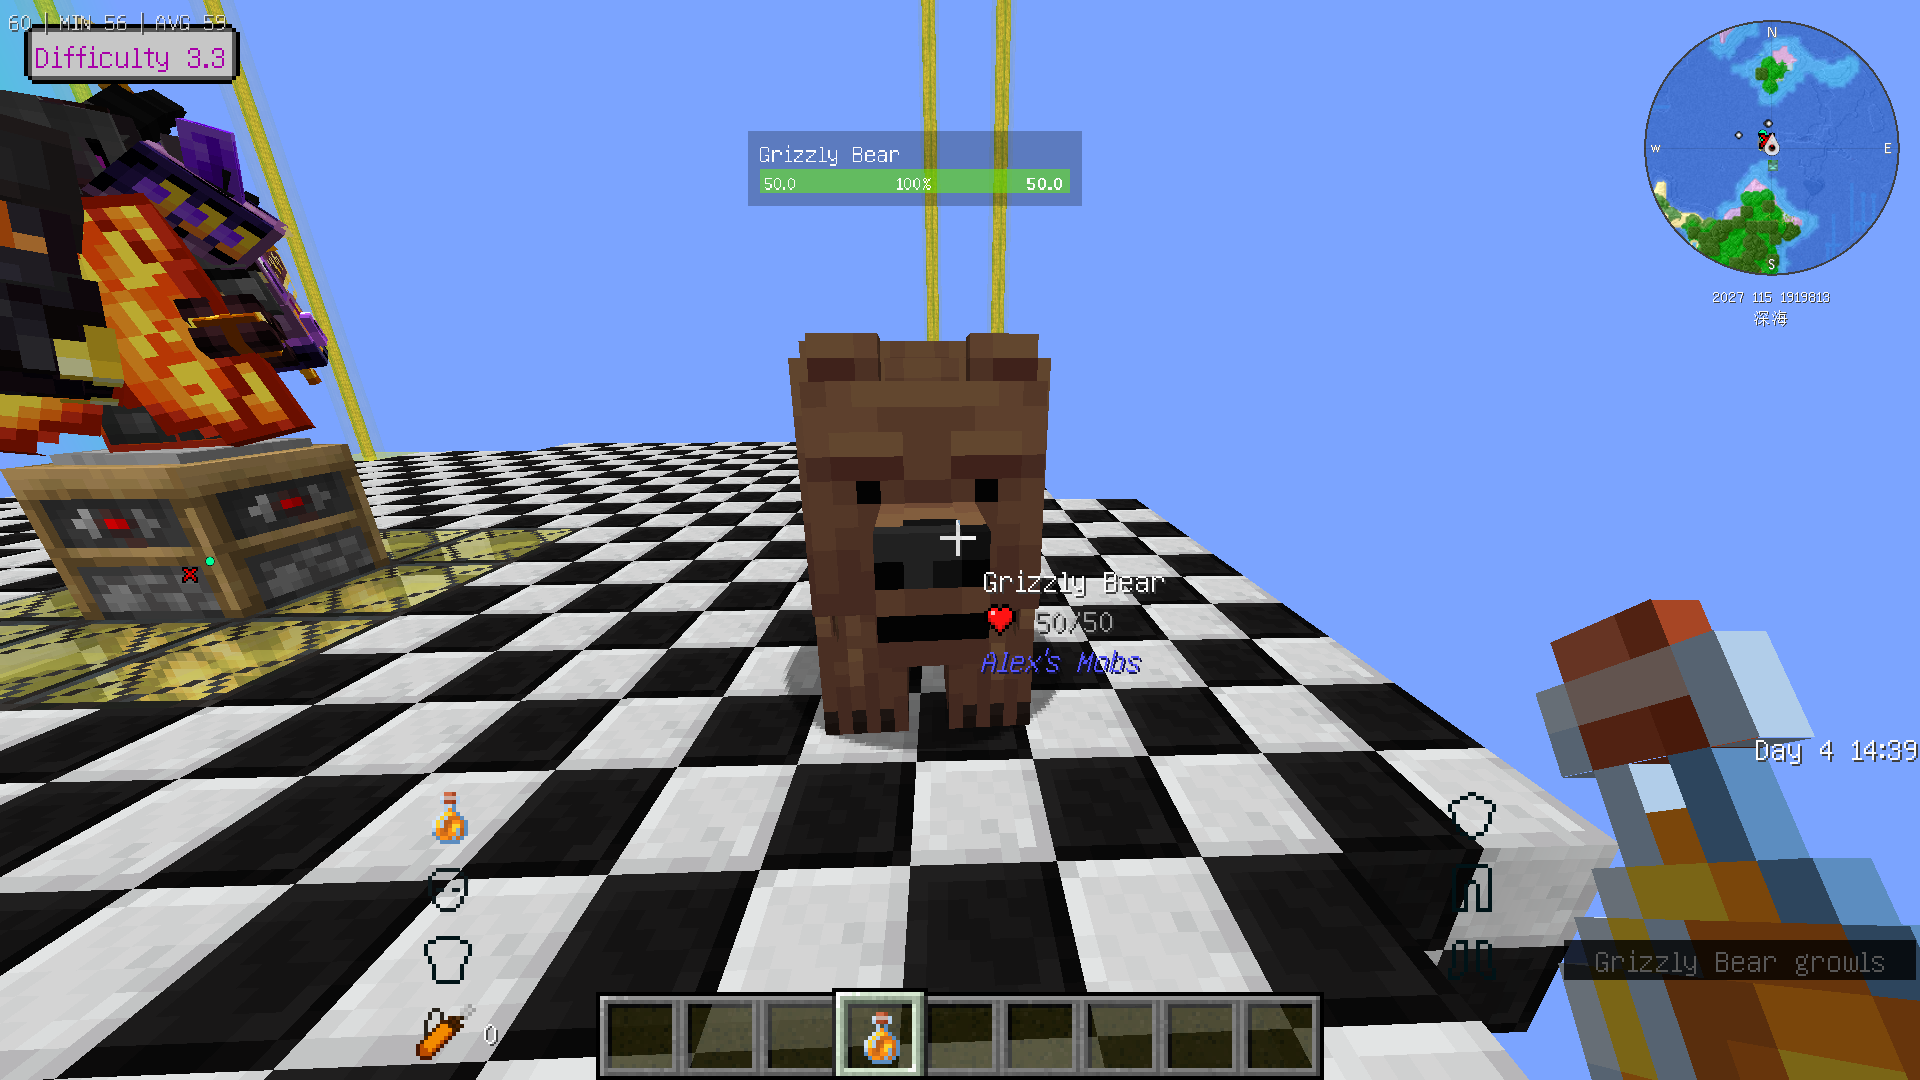 60 | MIN 56 | AVG 59
Difficulty 3.3
Grizzly Bear
50.0 100% 50.0
N
W
E
S
2027 115 1919813
深海
Grizzly Bear
50/50
Alex's Mobs
Day 4 14:39
Grizzly Bear growls
0